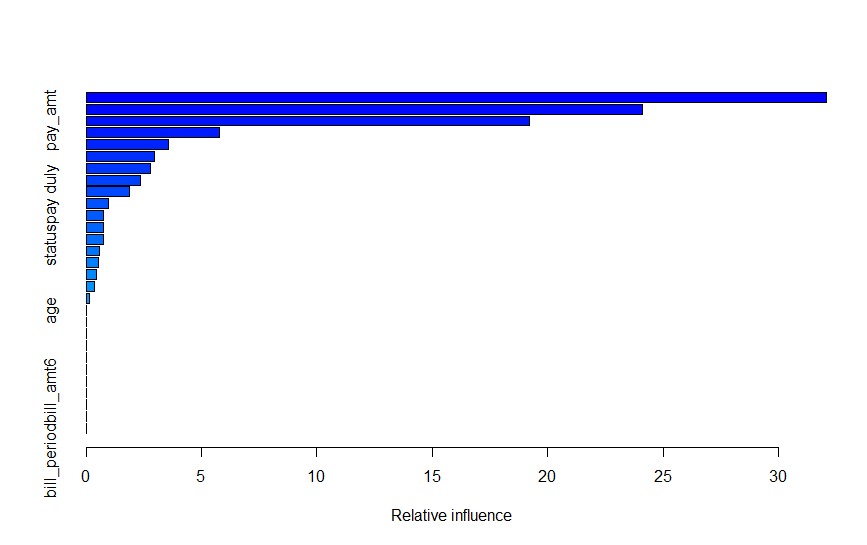 pay_amt
statuspay duly
age
bill_periodbill_amt6
0 5 10 15 20 25 30
Relative influence